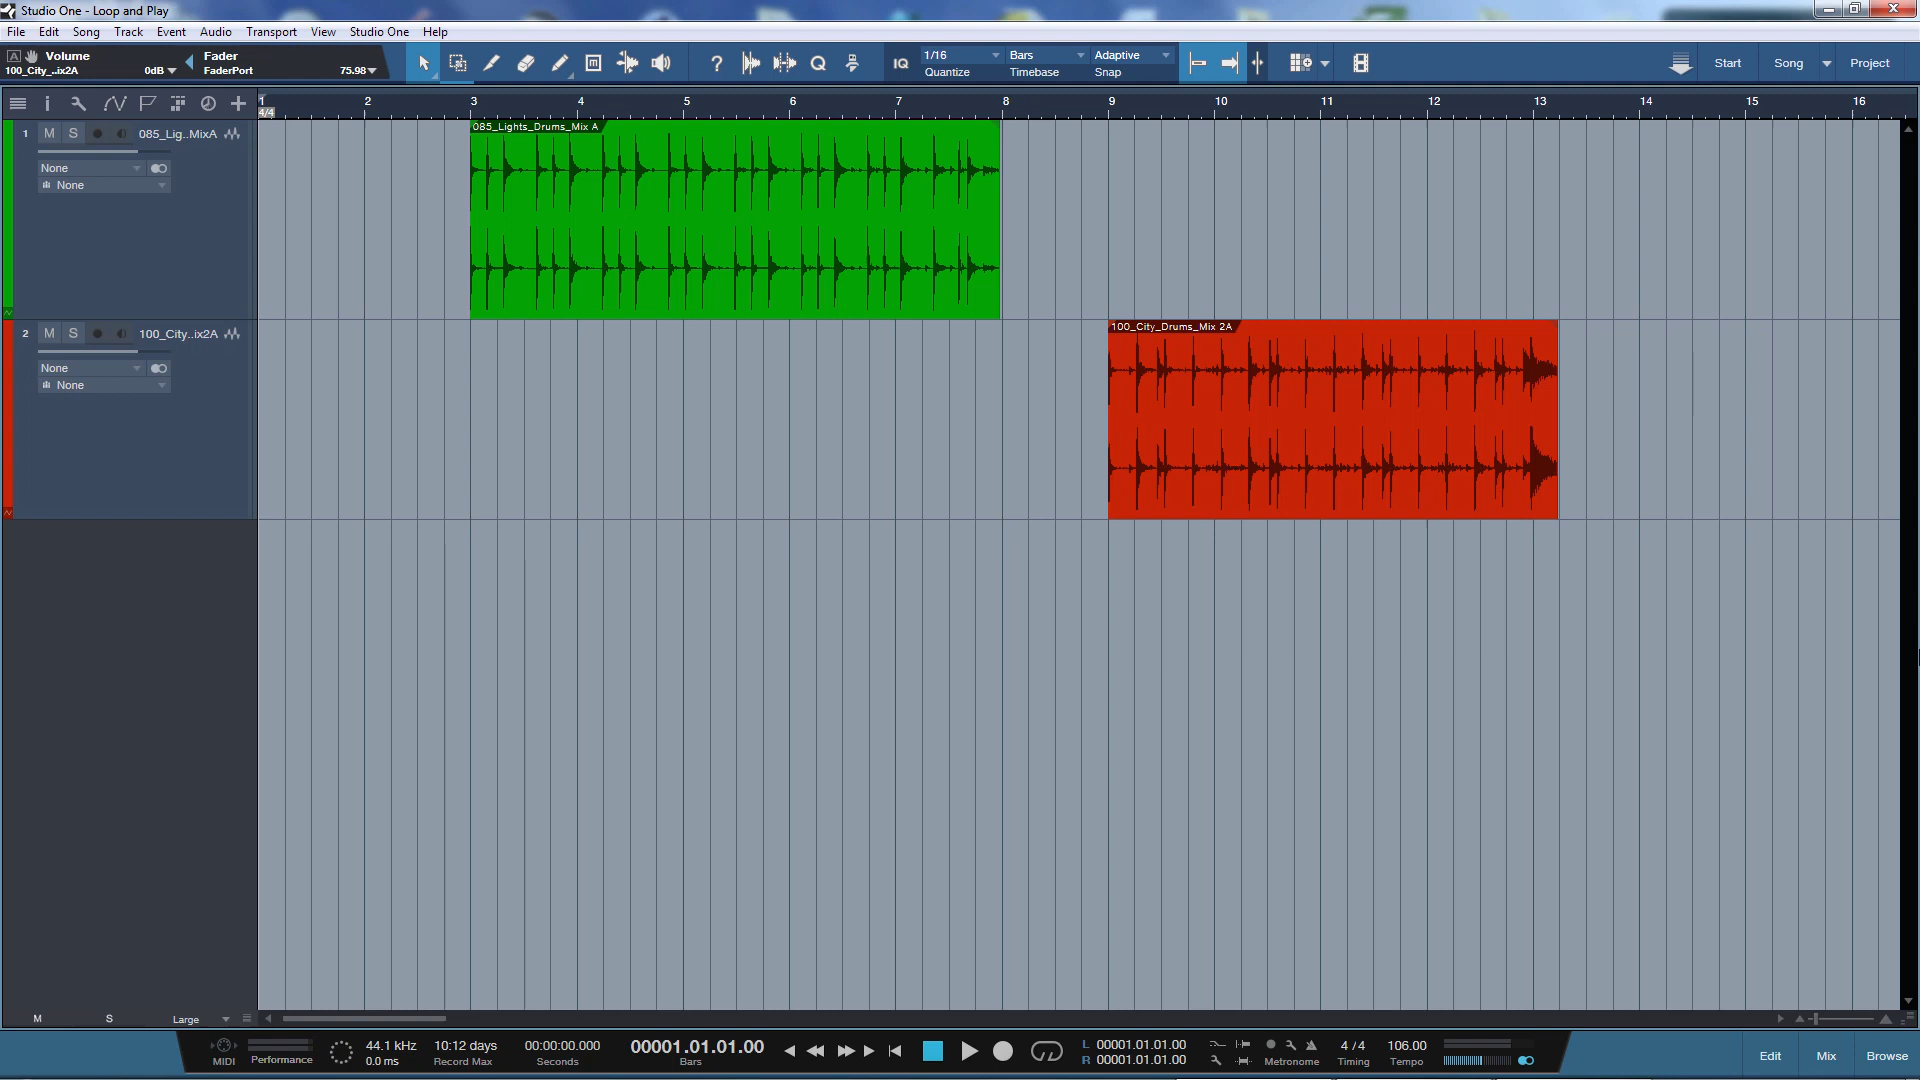 Studio One - Loop and Play
File Edit Song Track Event Audio Transport View Studio One Help
A Volume Fader
100_City_..ix2A 0dB FaderPort 75.98
IQ 1/16 Bars Adaptive
Quantize Timebase Snap
Start Song Project
1 2 3 4 5 6 7 8 9 10 11 12 13 14 15 16
4/4
1 M S 085_Lig..MixA
None
None
085_Lights_Drums_Mix A
2 M S 100_City..ix2A
None
None
100_City_Drums_Mix 2A
M S Large
MIDI Performance
44.1 kHz 10:12 days 00:00:00.000 00001.01.01.00
0.0 ms Record Max Seconds Bars
L 00001.01.01.00
R 00001.01.01.00
Metronome
4 / 4 106.00
Timing Tempo
Edit Mix Browse